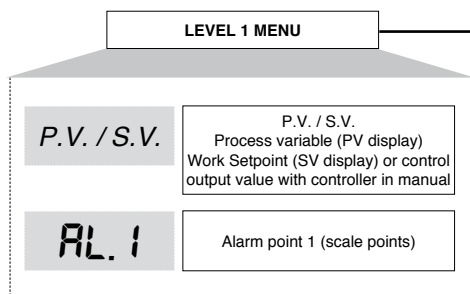 LEVEL 1 MENU
P.V. / S.V.
P.V. / S.V.
Process variable (PV display)
Work Setpoint (SV display) or control
output value with controller in manual
AL. 1
Alarm point 1 (scale points)